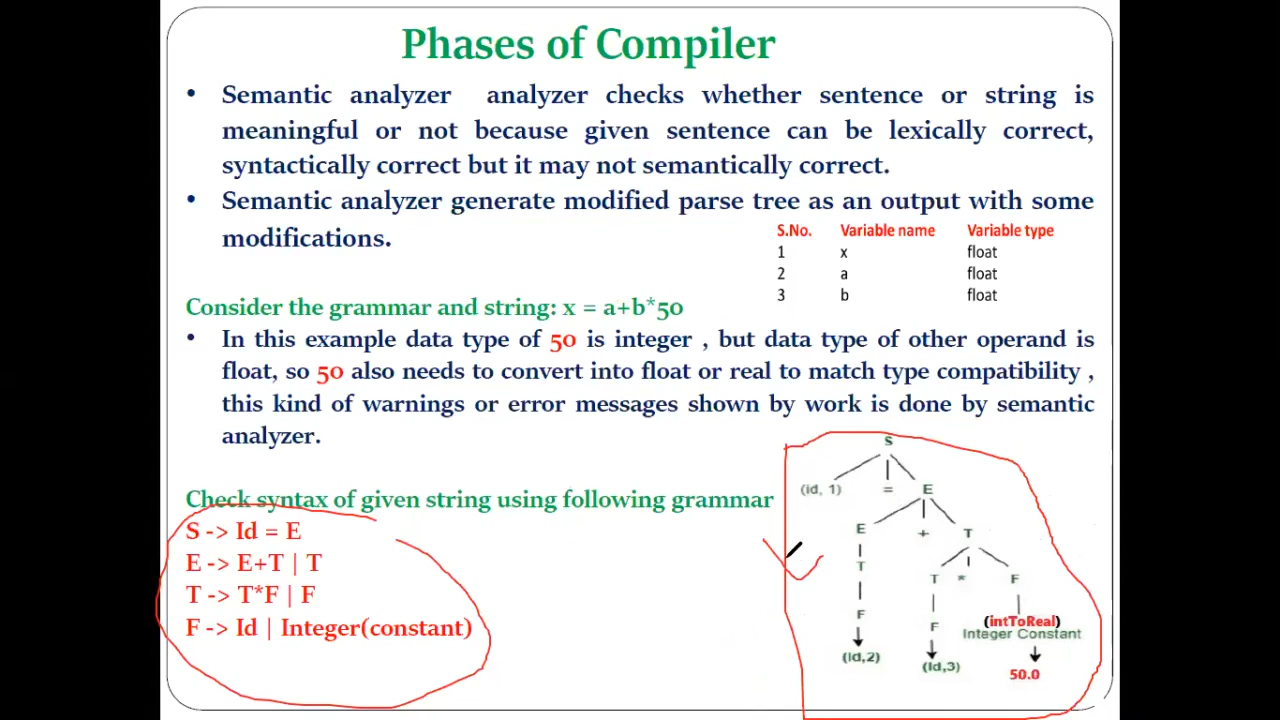 Phases of Compiler
• Semantic analyzer analyzer checks whether sentence or string is
meaningful or not because given sentence can be lexically correct,
syntactically correct but it may not semantically correct.
• Semantic analyzer generate modified parse tree as an output with some
modifications.
S.No. Variable name Variable type
1 x float
2 a float
3 b float
Consider the grammar and string: x = a+b*50
• In this example data type of 50 is integer , but data type of other operand is
float, so 50 also needs to convert into float or real to match type compatibility ,
this kind of warnings or error messages shown by work is done by semantic
analyzer.
Check syntax of given string using following grammar
S -> Id = E
E -> E+T | T
T -> T*F | F
F -> Id | Integer(constant)
S
(id, 1) = E
E + T
T T * F
F F (intToReal)
Integer Constant
(Id,2) (Id,3) 50.0